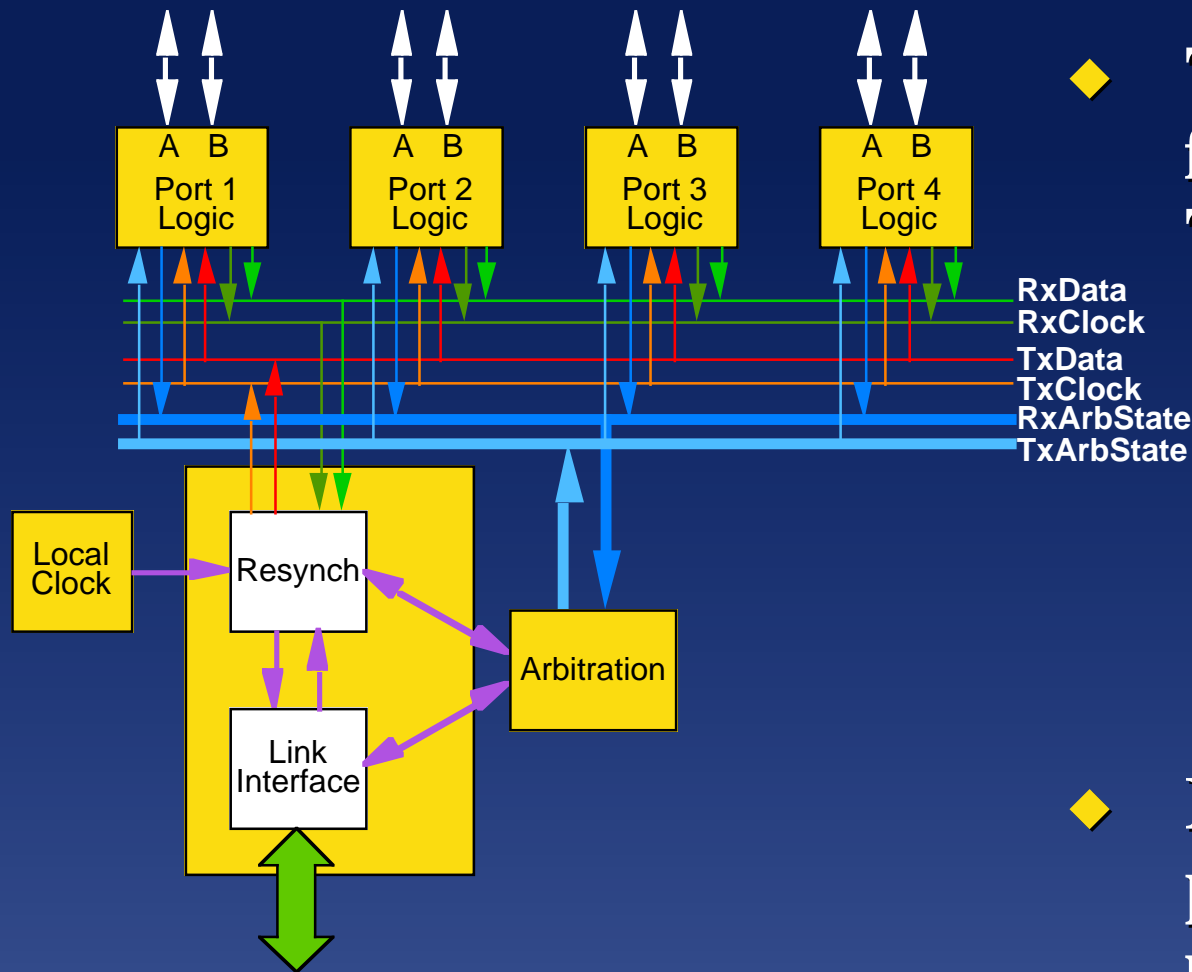 A B
Port 1
Logic
A B
Port 2
Logic
A B
Port 3
Logic
A B
Port 4
Logic
RxData
RxClock
TxData
TxClock
RxArbState
TxArbState
Local
Clock
Resynch
Arbitration
Link
Interface